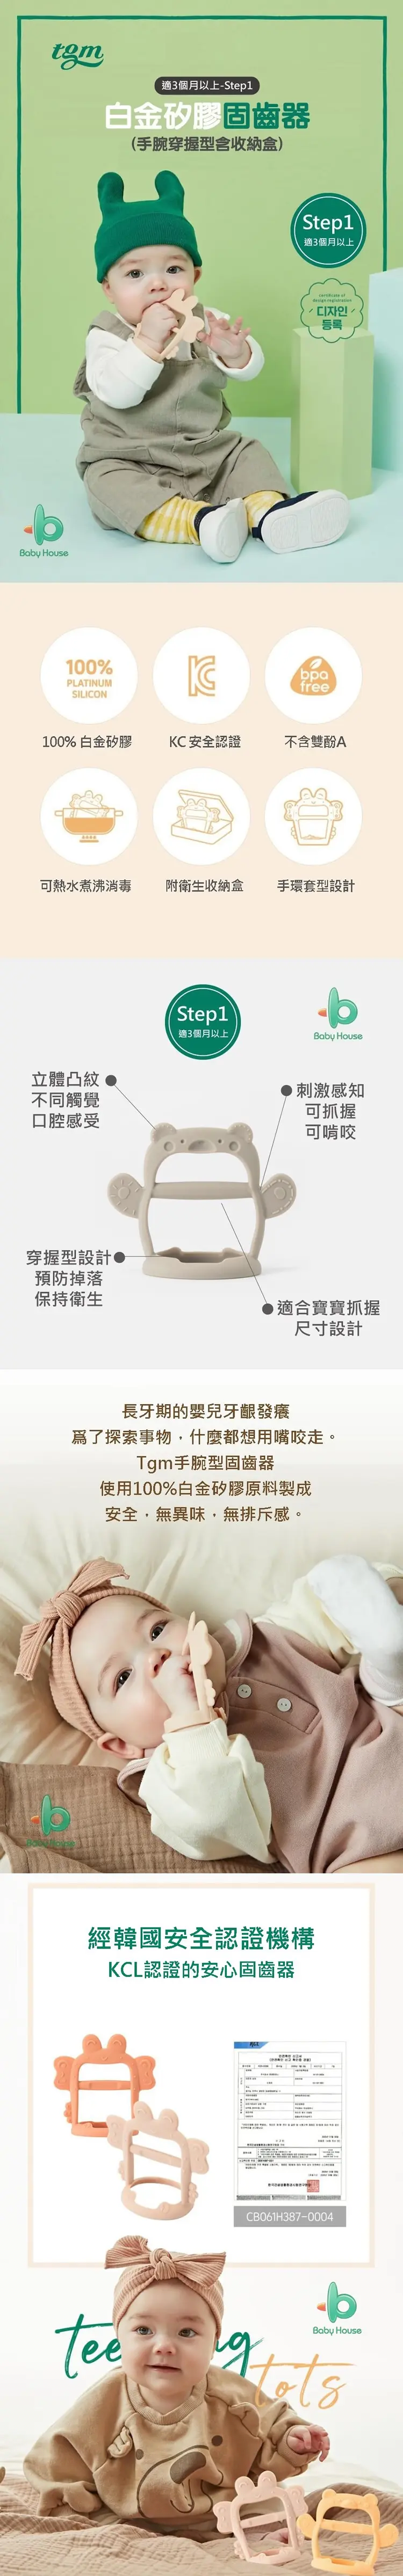 tgm
適3個月以上-Step1
白金矽膠固齒器
(手腕穿握型含收納盒)
Step1
適3個月以上
certificate of
design registration
디자인
등록
Baby House
100%
PLATINUM
SILICON
bpa
free
100% 白金矽膠
KC 安全認證
不含雙酚A
可熱水煮沸消毒
附衛生收納盒
手環套型設計
Step1
適3個月以上
Baby House
立體凸紋
不同觸覺
口腔感受
刺激感知
可抓握
可啃咬
穿握型設計
預防掉落
保持衛生
適合寶寶抓握
尺寸設計
長牙期的嬰兒牙齦發癢
爲了探索事物，什麼都想用嘴咬走。
Tgm手腕型固齒器
使用100%白金矽膠原料製成
安全，無異味，無排斥感。
Baby House
經韓國安全認證機構
KCL認證的安心固齒器
CB061H387-0004
Baby House
tots